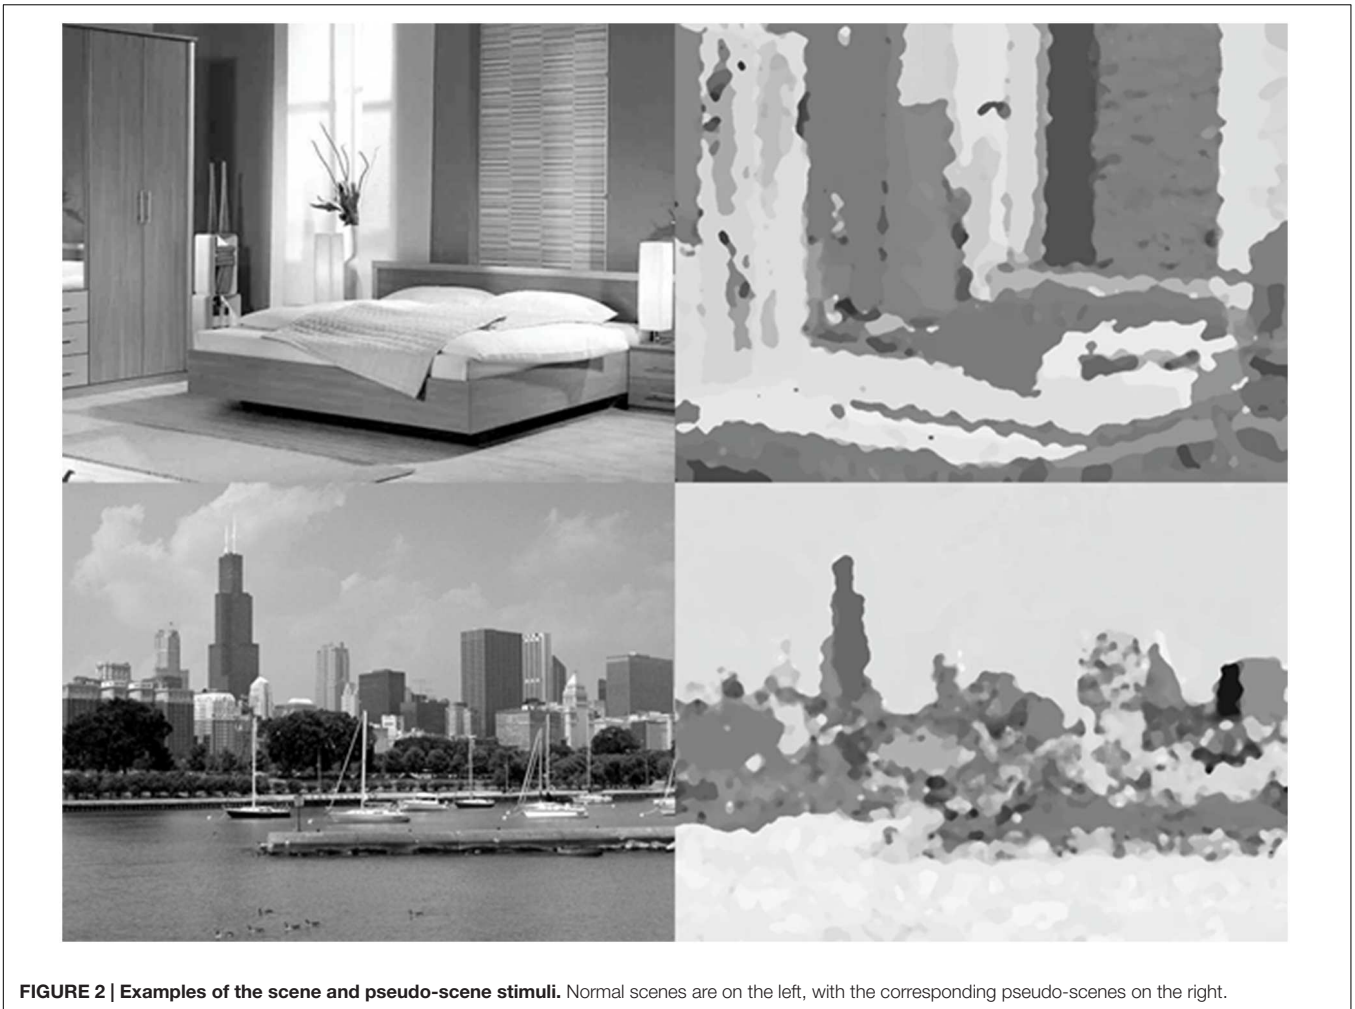 FIGURE 2 | Examples of the scene and pseudo-scene stimuli. Normal scenes are on the left, with the corresponding pseudo-scenes on the right.